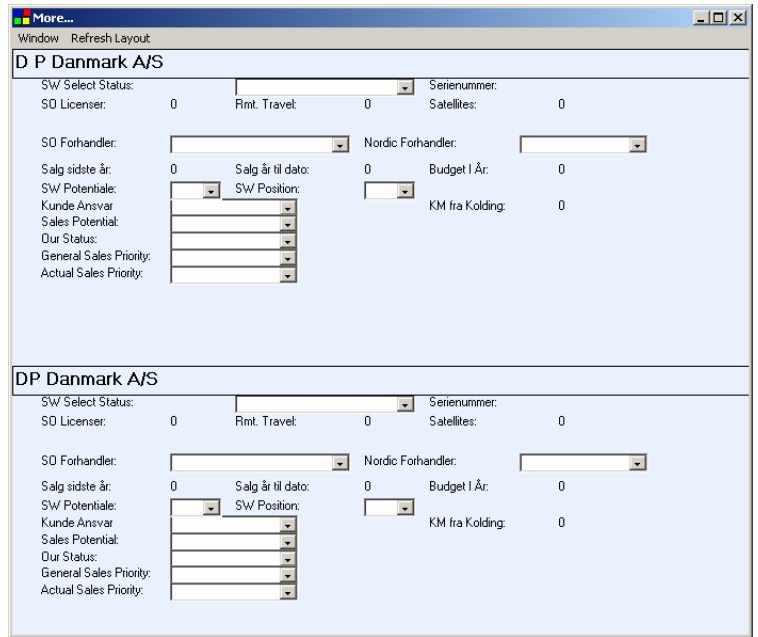 More...
Window Refresh Layout
D P Danmark A/S
SW Select Status: Serienummer:
SO Licenser: 0 Rmt. Travel: 0 Satellites: 0
SO Forhandler: Nordic Forhandler:
Salg sidste år: 0 Salg år til dato: 0 Budget I År: 0
SW Potentiale: SW Position:
Kunde Ansvar KM fra Kolding: 0
Sales Potential:
Our Status:
General Sales Priority:
Actual Sales Priority:
DP Danmark A/S
SW Select Status: Serienummer:
SO Licenser: 0 Rmt. Travel: 0 Satellites: 0
SO Forhandler: Nordic Forhandler:
Salg sidste år: 0 Salg år til dato: 0 Budget I År: 0
SW Potentiale: SW Position:
Kunde Ansvar KM fra Kolding: 0
Sales Potential:
Our Status:
General Sales Priority:
Actual Sales Priority: